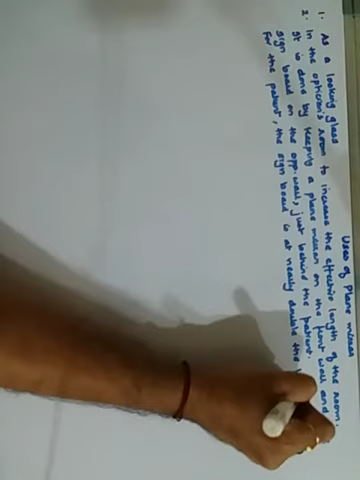 Uses of Plane mirror
1. As a looking glass
2. In the optician's room to increase the effective length of the room.
It is done by keeping a plane mirror on the front wall and
sign board on the opp. wall, just behind the patient.
For the patient, the sign board is at nearly double the